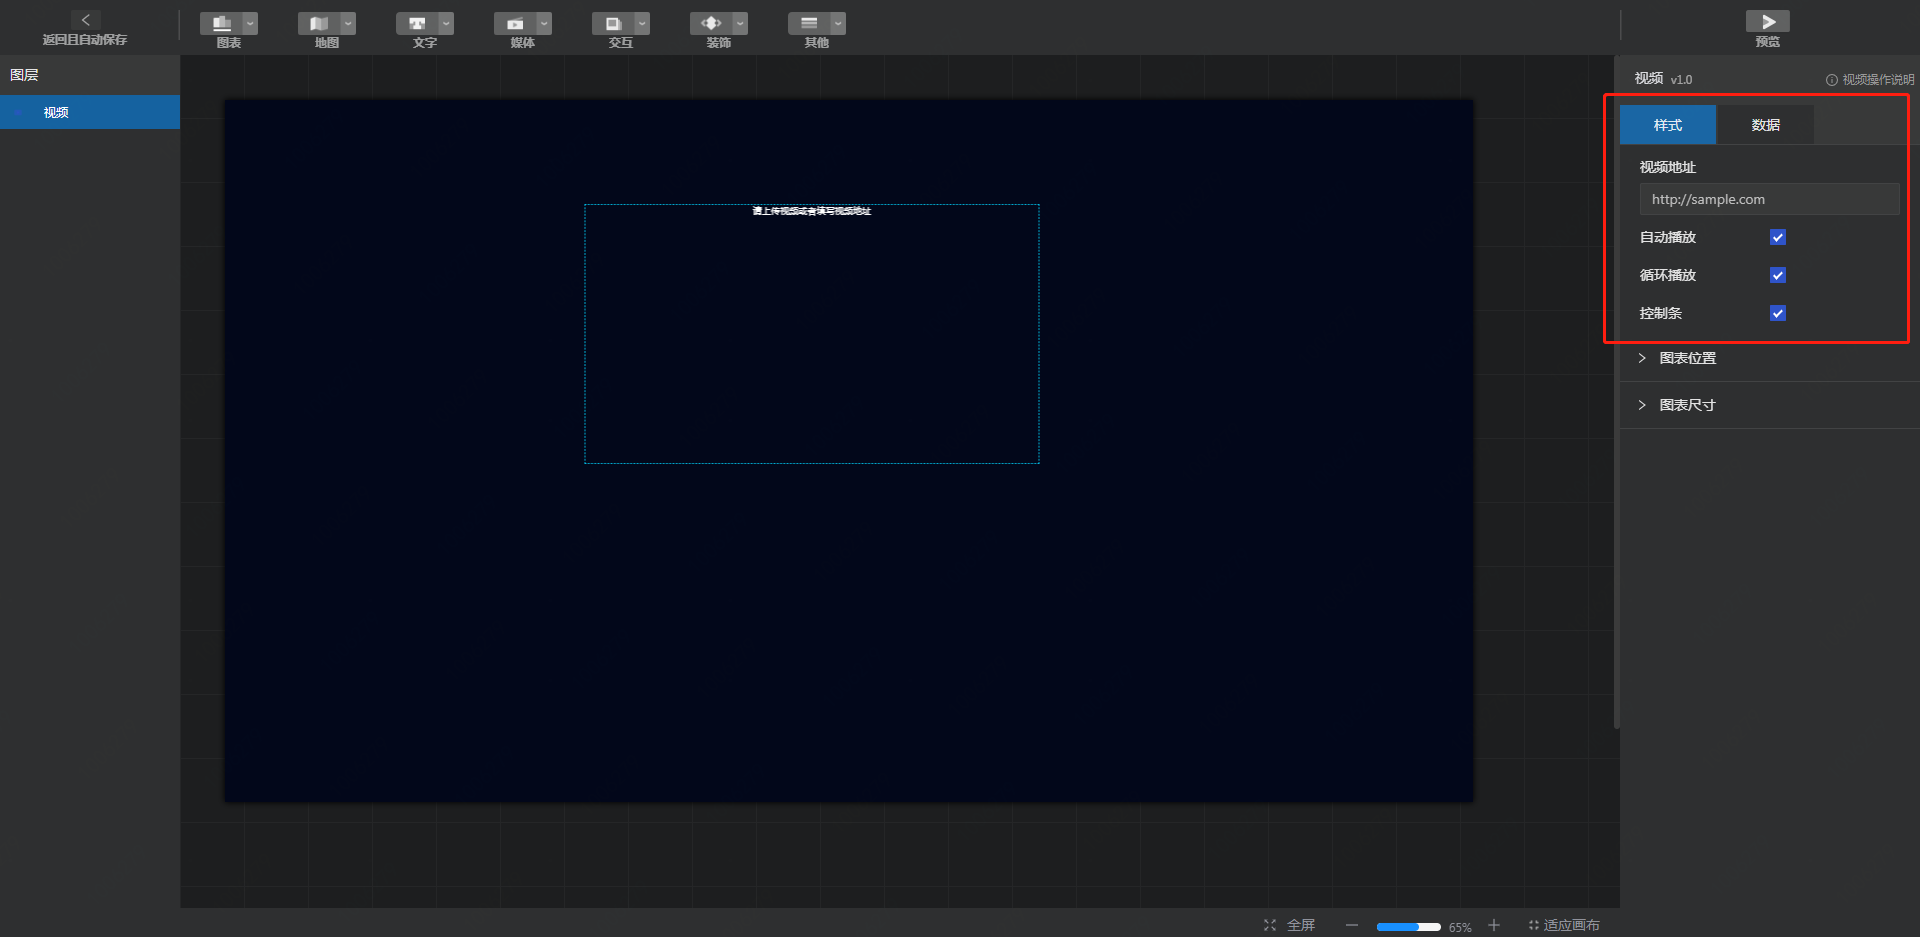 返回且自动保存
图表
地图
文字
媒体
交互
装饰
其他
预览
图层
视频
请上传视频或者填写视频地址
视频 v1.0
视频操作说明
样式
数据
视频地址
http://sample.com
自动播放
循环播放
控制条
图表位置
图表尺寸
全屏
65%
适应画布